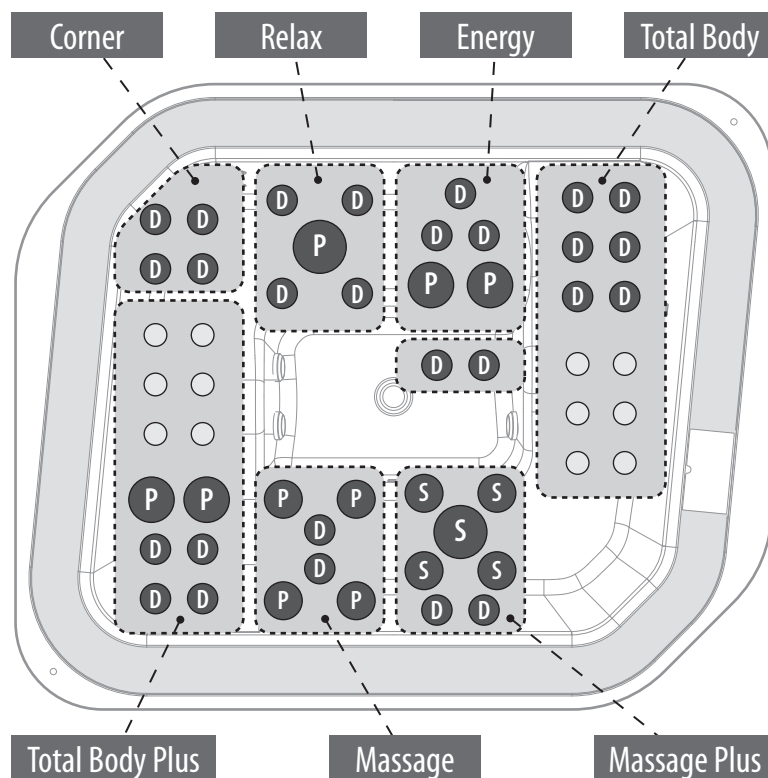 Corner Relax Energy Total Body
D D D D
D D P D D
D D D D
P
D D D D
D D D D P P D D
D D
P P S S
P P D S
D D D S S
D D P P D D
Total Body Plus Massage Massage Plus